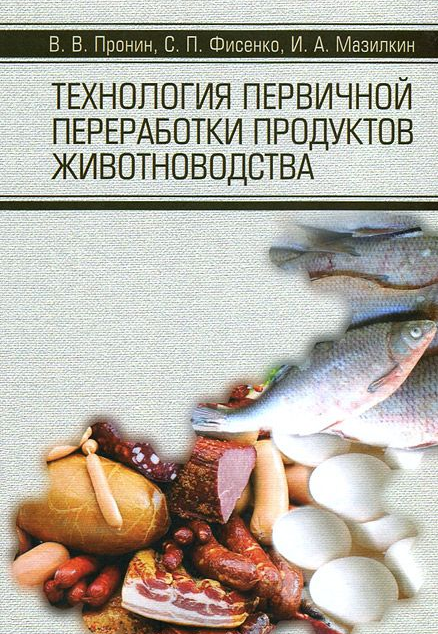 В. В. Пронин, С. П. Фисенко, И. А. Мазилкин
ТЕХНОЛОГИЯ ПЕРВИЧНОЙ
ПЕРЕРАБОТКИ ПРОДУКТОВ
ЖИВОТНОВОДСТВА